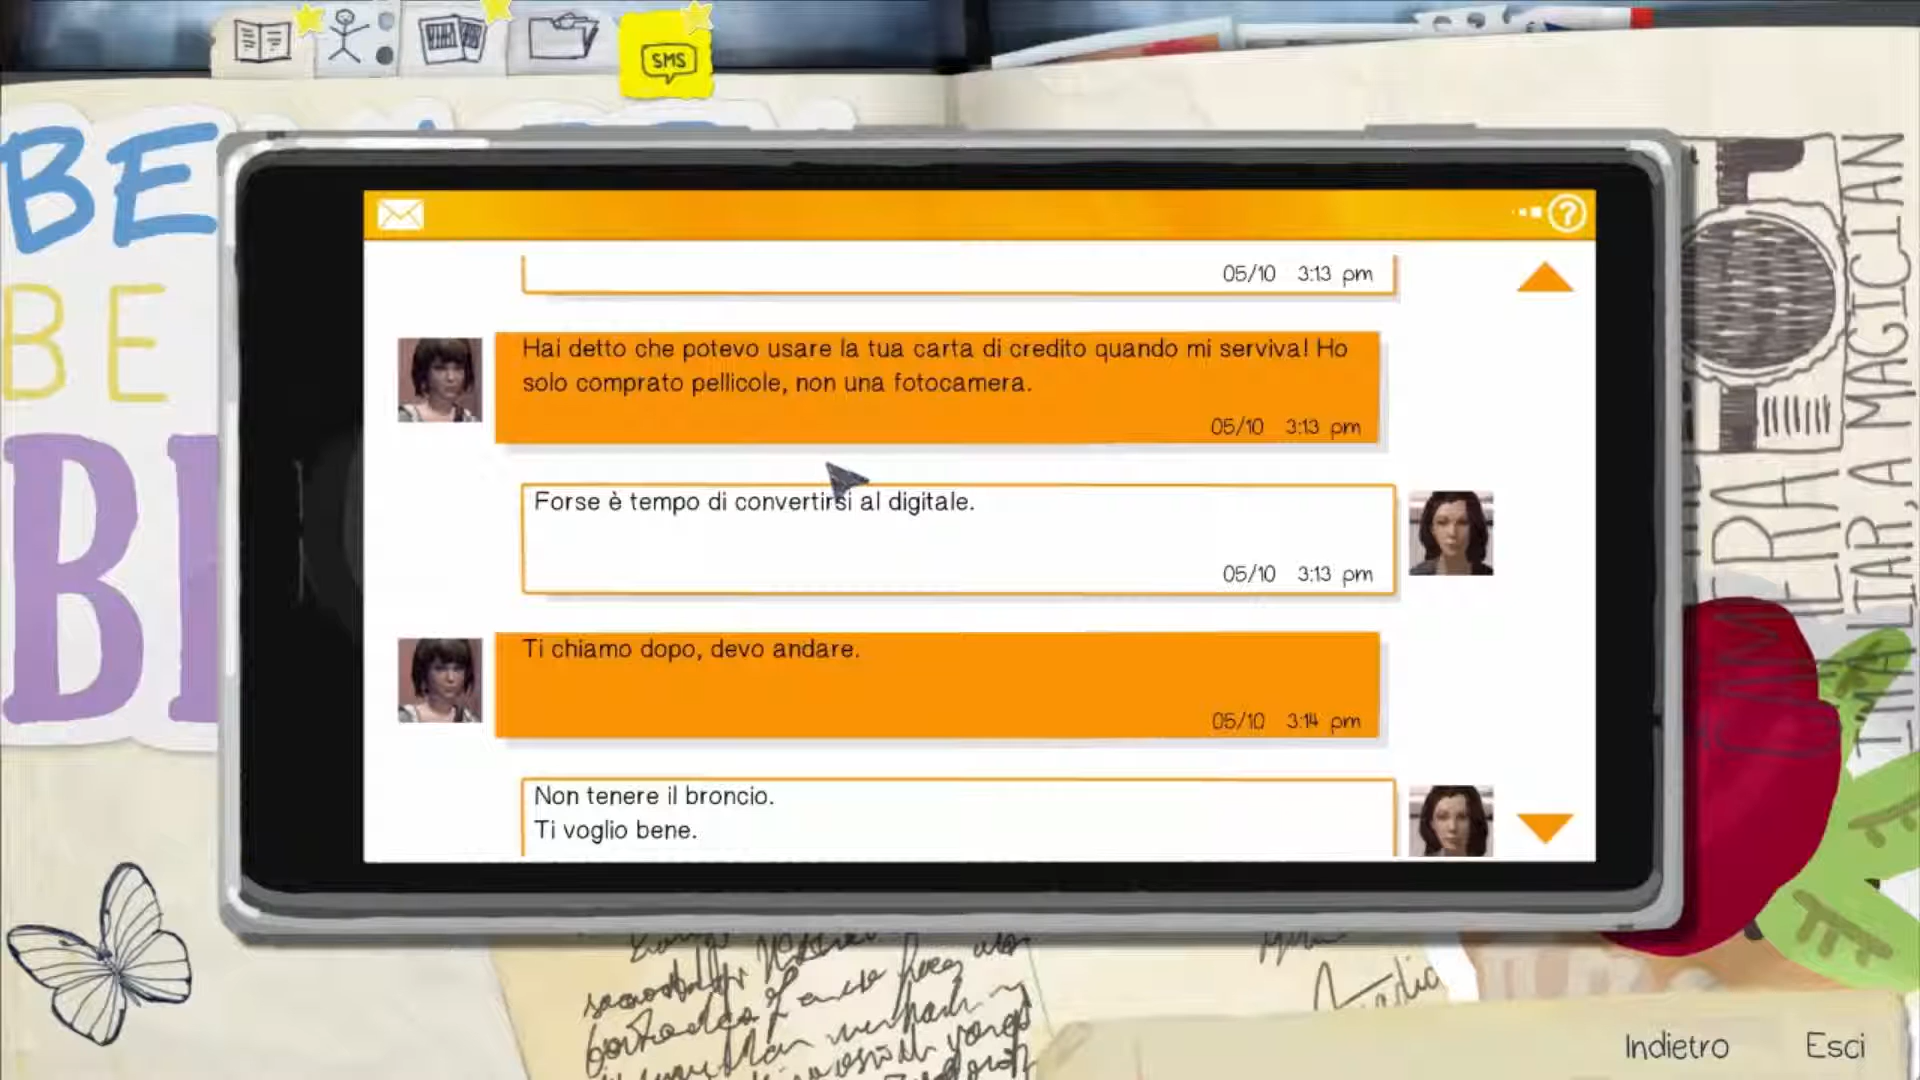 SMS
BE
BE
05/10 3:13 pm
Hai detto che potevo usare la tua carta di credito quando mi serviva! Ho
solo comprato pellicole, non una fotocamera.
05/10 3:13 pm
Forse è tempo di convertirsi al digitale.
05/10 3:13 pm
Ti chiamo dopo, devo andare.
05/10 3:14 pm
Non tenere il broncio.
Ti voglio bene.
A MAGICIAN
LIAR, A
Indietro
Esci